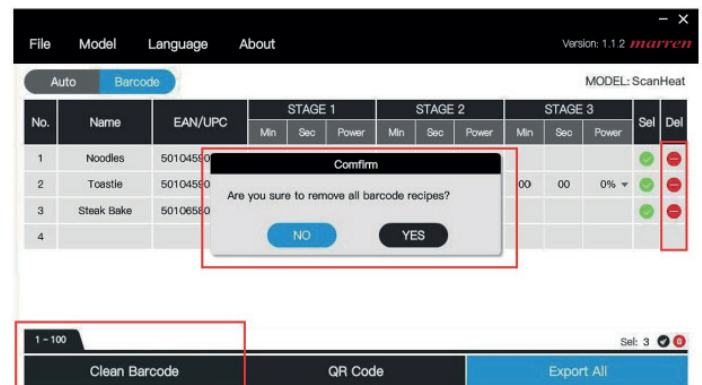 File Model Language About Version: 1.1.2 marren
Auto Barcode MODEL: ScanHeat
No. Name EAN/UPC STAGE 1 STAGE 2 STAGE 3 Sel Del
Min Sec Power Min Sec Power Min Sec Power
1 Noodles 50104590
Comfirm
2 Toastie 50104590 00 00 0%
Are you sure to remove all barcode recipes?
3 Steak Bake 50106580
NO YES
4
1 - 100 Sel: 3
Clean Barcode QR Code Export All